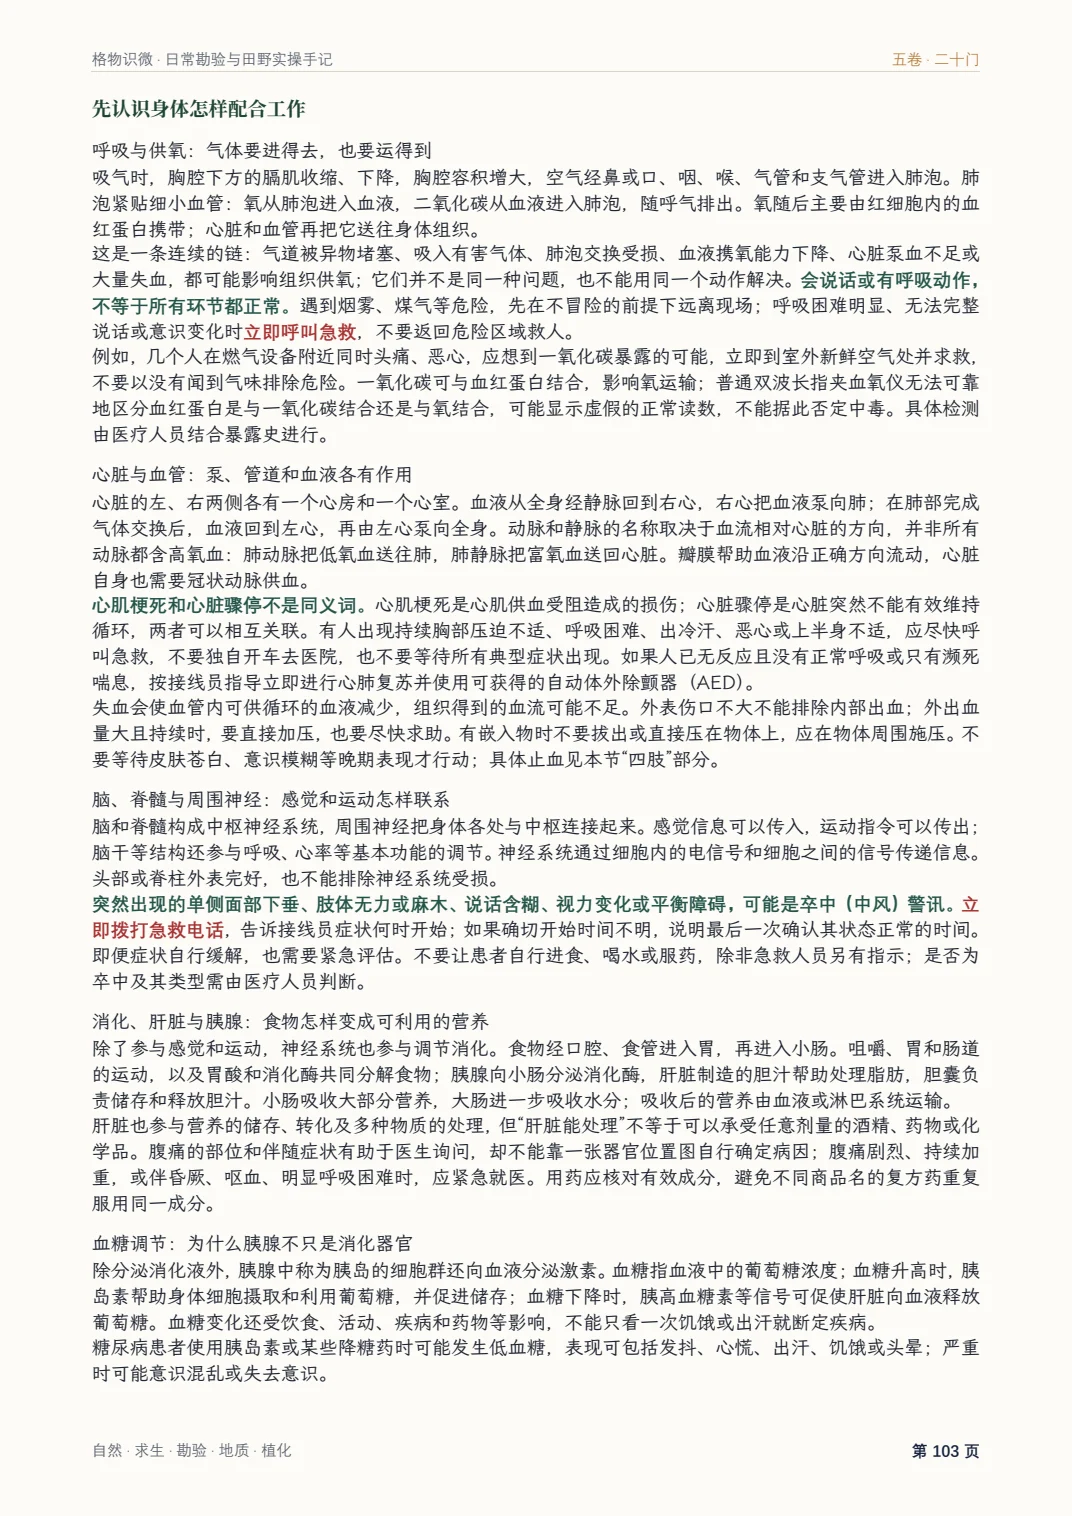 格物识微 · 日常勘验与田野实操手记
五卷 · 二十门
先认识身体怎样配合工作
呼吸与供氧：气体要进得去，也要运得到
吸气时，胸腔下方的膈肌收缩、下降，胸腔容积增大，空气经鼻或口、咽、喉、气管和支气管进入肺泡。肺
泡紧贴细小血管：氧从肺泡进入血液，二氧化碳从血液进入肺泡，随呼气排出。氧随后主要由红细胞内的血
红蛋白携带；心脏和血管再把它送往身体组织。
这是一条连续的链：气道被异物堵塞、吸入有害气体、肺泡交换受损、血液携氧能力下降、心脏泵血不足或
大量失血，都可能影响组织供氧；它们并不是同一种问题，也不能用同一个动作解决。会说话或有呼吸动作，
不等于所有环节都正常。遇到烟雾、煤气等危险，先在不冒险的前提下远离现场；呼吸困难明显、无法完整
说话或意识变化时立即呼叫急救，不要返回危险区域救人。
例如，几个人在燃气设备附近同时头痛、恶心，应想到一氧化碳暴露的可能，立即到室外新鲜空气处并求救，
不要以没有闻到气味排除危险。一氧化碳可与血红蛋白结合，影响氧运输；普通双波长指夹血氧仪无法可靠
地区分血红蛋白是与一氧化碳结合还是与氧结合，可能显示虚假的正常读数，不能据此否定中毒。具体检测
由医疗人员结合暴露史进行。
心脏与血管：泵、管道和血液各有作用
心脏的左、右两侧各有一个心房和一个心室。血液从全身经静脉回到右心，右心把血液泵向肺；在肺部完成
气体交换后，血液回到左心，再由左心泵向全身。动脉和静脉的名称取决于血流相对心脏的方向，并非所有
动脉都含高氧血：肺动脉把低氧血送往肺，肺静脉把富氧血送回心脏。瓣膜帮助血液沿正确方向流动，心脏
自身也需要冠状动脉供血。
心肌梗死和心脏骤停不是同义词。心肌梗死是心肌供血受阻造成的损伤；心脏骤停是心脏突然不能有效维持
循环，两者可以相互关联。有人出现持续胸部压迫不适、呼吸困难、出冷汗、恶心或上半身不适，应尽快呼
叫急救，不要独自开车去医院，也不要等待所有典型症状出现。如果人已无反应且没有正常呼吸或只有濒死
喘息，按接线员指导立即进行心肺复苏并使用可获得的自动体外除颤器（AED）。
失血会使血管内可供循环的血液减少，组织得到的血流可能不足。外表伤口不大不能排除内部出血；外出血
量大且持续时，要直接加压，也要尽快求助。有嵌入物时不要拔出或直接压在物体上，应在物体周围施压。不
要等待皮肤苍白、意识模糊等晚期表现才行动；具体止血见本节“四肢”部分。
脑、脊髓与周围神经：感觉和运动怎样联系
脑和脊髓构成中枢神经系统，周围神经把身体各处与中枢连接起来。感觉信息可以传入，运动指令可以传出；
脑干等结构还参与呼吸、心率等基本功能的调节。神经系统通过细胞内的电信号和细胞之间的信号传递信息。
头部或脊柱外表完好，也不能排除神经系统受损。
突然出现的单侧面部下垂、肢体无力或麻木、说话含糊、视力变化或平衡障碍，可能是卒中（中风）警讯。立
即拨打急救电话，告诉接线员症状何时开始；如果确切开始时间不明，说明最后一次确认其状态正常的时间。
即便症状自行缓解，也需要紧急评估。不要让患者自行进食、喝水或服药，除非急救人员另有指示；是否为
卒中及其类型需由医疗人员判断。
消化、肝脏与胰腺：食物怎样变成可利用的营养
除了参与感觉和运动，神经系统也参与调节消化。食物经口腔、食管进入胃，再进入小肠。咀嚼、胃和肠道
的运动，以及胃酸和消化酶共同分解食物；胰腺向小肠分泌消化酶，肝脏制造的胆汁帮助处理脂肪，胆囊负
责储存和释放胆汁。小肠吸收大部分营养，大肠进一步吸收水分；吸收后的营养由血液或淋巴系统运输。
肝脏也参与营养的储存、转化及多种物质的处理，但“肝脏能处理”不等于可以承受任意剂量的酒精、药物或化
学品。腹痛的部位和伴随症状有助于医生询问，却不能靠一张器官位置图自行确定病因；腹痛剧烈、持续加
重，或伴昏厥、呕血、明显呼吸困难时，应紧急就医。用药应核对有效成分，避免不同商品名的复方药重复
服用同一成分。
血糖调节：为什么胰腺不只是消化器官
除分泌消化液外，胰腺中称为胰岛的细胞群还向血液分泌激素。血糖指血液中的葡萄糖浓度；血糖升高时，胰
岛素帮助身体细胞摄取和利用葡萄糖，并促进储存；血糖下降时，胰高血糖素等信号可促使肝脏向血液释放
葡萄糖。血糖变化还受饮食、活动、疾病和药物等影响，不能只看一次饥饿或出汗就断定疾病。
糖尿病患者使用胰岛素或某些降糖药时可能发生低血糖，表现可包括发抖、心慌、出汗、饥饿或头晕；严重
时可能意识混乱或失去意识。
自然 · 求生 · 勘验 · 地质 · 植化
第 103 页